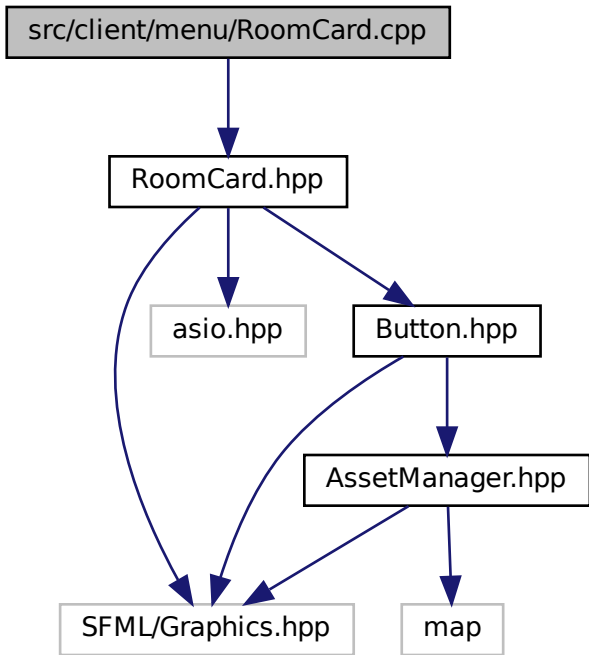 src/client/menu/RoomCard.cpp
RoomCard.hpp
asio.hpp
Button.hpp
AssetManager.hpp
SFML/Graphics.hpp
map